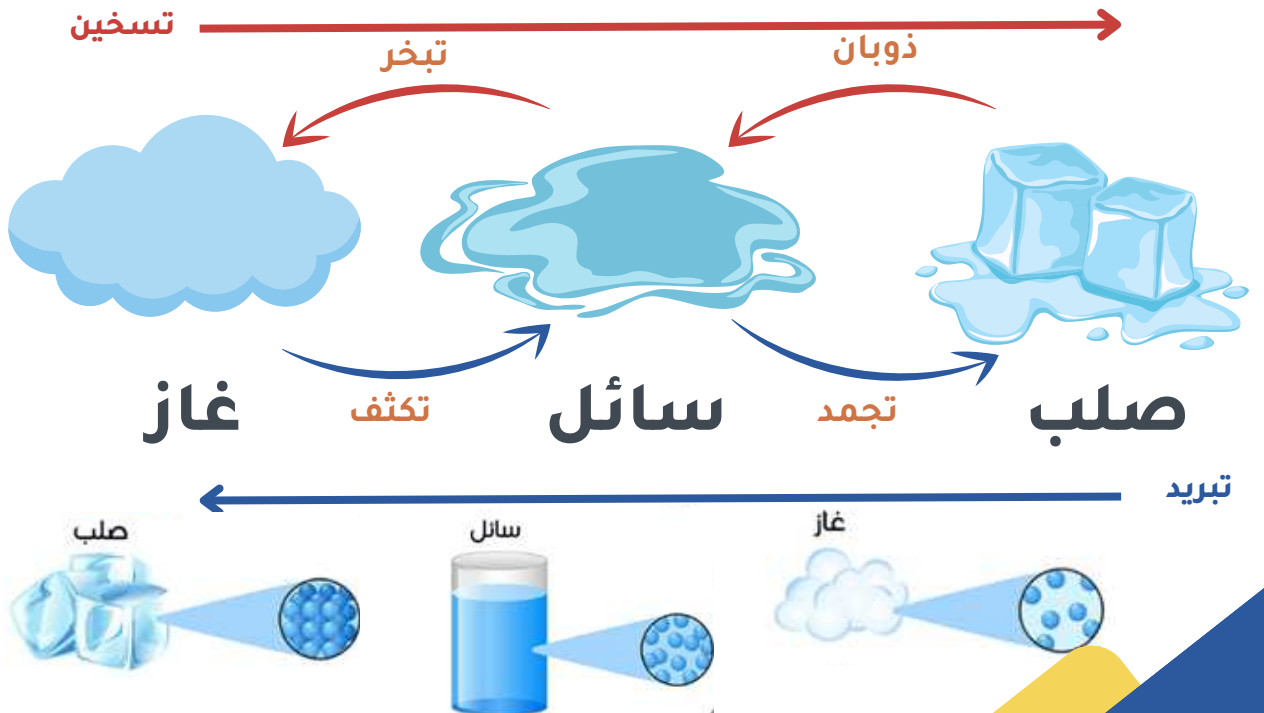 تسخين
ذوبان
تبخر
صلب
سائل
غاز
تجمد
تكثف
تبريد
غاز
سائل
صلب